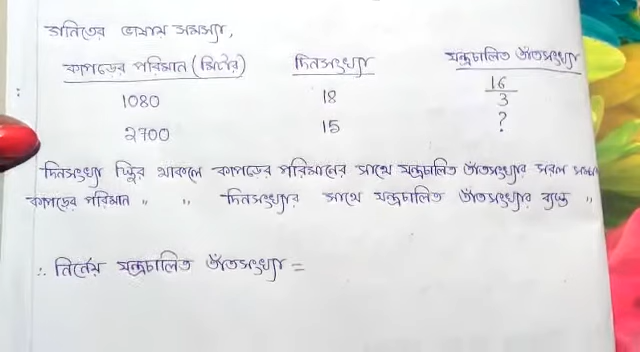 গনিতের ভাষায় সমস্যা,
কাপড়ের পরিমান (মিটার) দিনসংখ্যা যন্ত্রচালিত তাঁতসংখ্যা
1080 18 16/3
2700 15 ?
দিনসংখ্যা স্থির থাকলে কাপড়ের পরিমানের সাথে যন্ত্রচালিত তাঁতসংখ্যার সরল
কাপড়ের পরিমান " " দিনসংখ্যার সাথে যন্ত্রচালিত তাঁতসংখ্যার ব্যস্ত "
∴ নির্নেয় যন্ত্রচালিত তাঁতসংখ্যা =